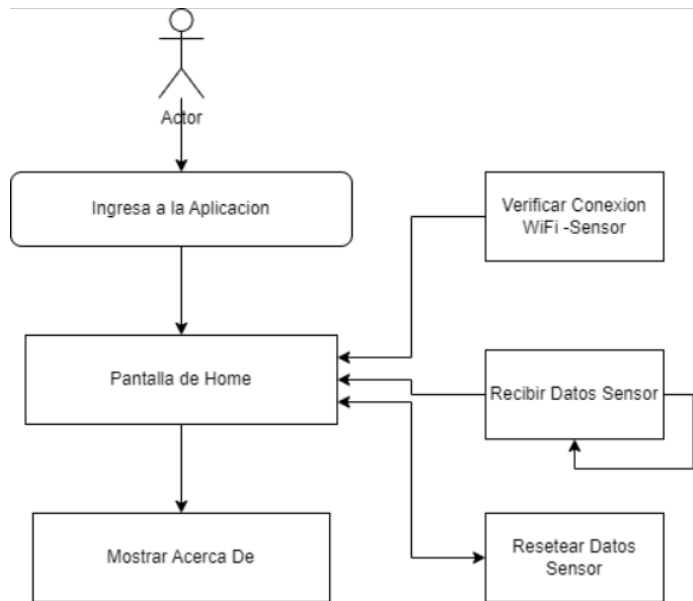 Actor
Ingresa a la Aplicacion
Verificar Conexion
WiFi -Sensor
Pantalla de Home
Recibir Datos Sensor
Mostrar Acerca De
Resetear Datos
Sensor